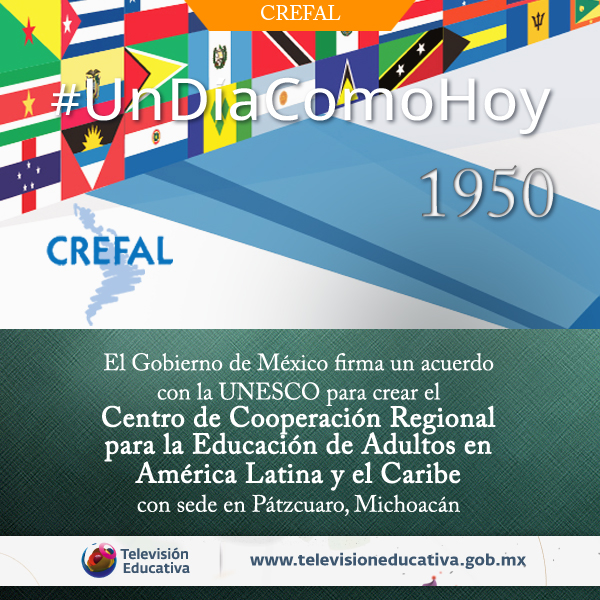 CREFAL
#UnDíaComoHoy
1950
CREFAL
El Gobierno de México firma un acuerdo
con la UNESCO para crear el
Centro de Cooperación Regional
para la Educación de Adultos en
América Latina y el Caribe
con sede en Pátzcuaro, Michoacán
Televisión
Educativa
www.televisioneducativa.gob.mx